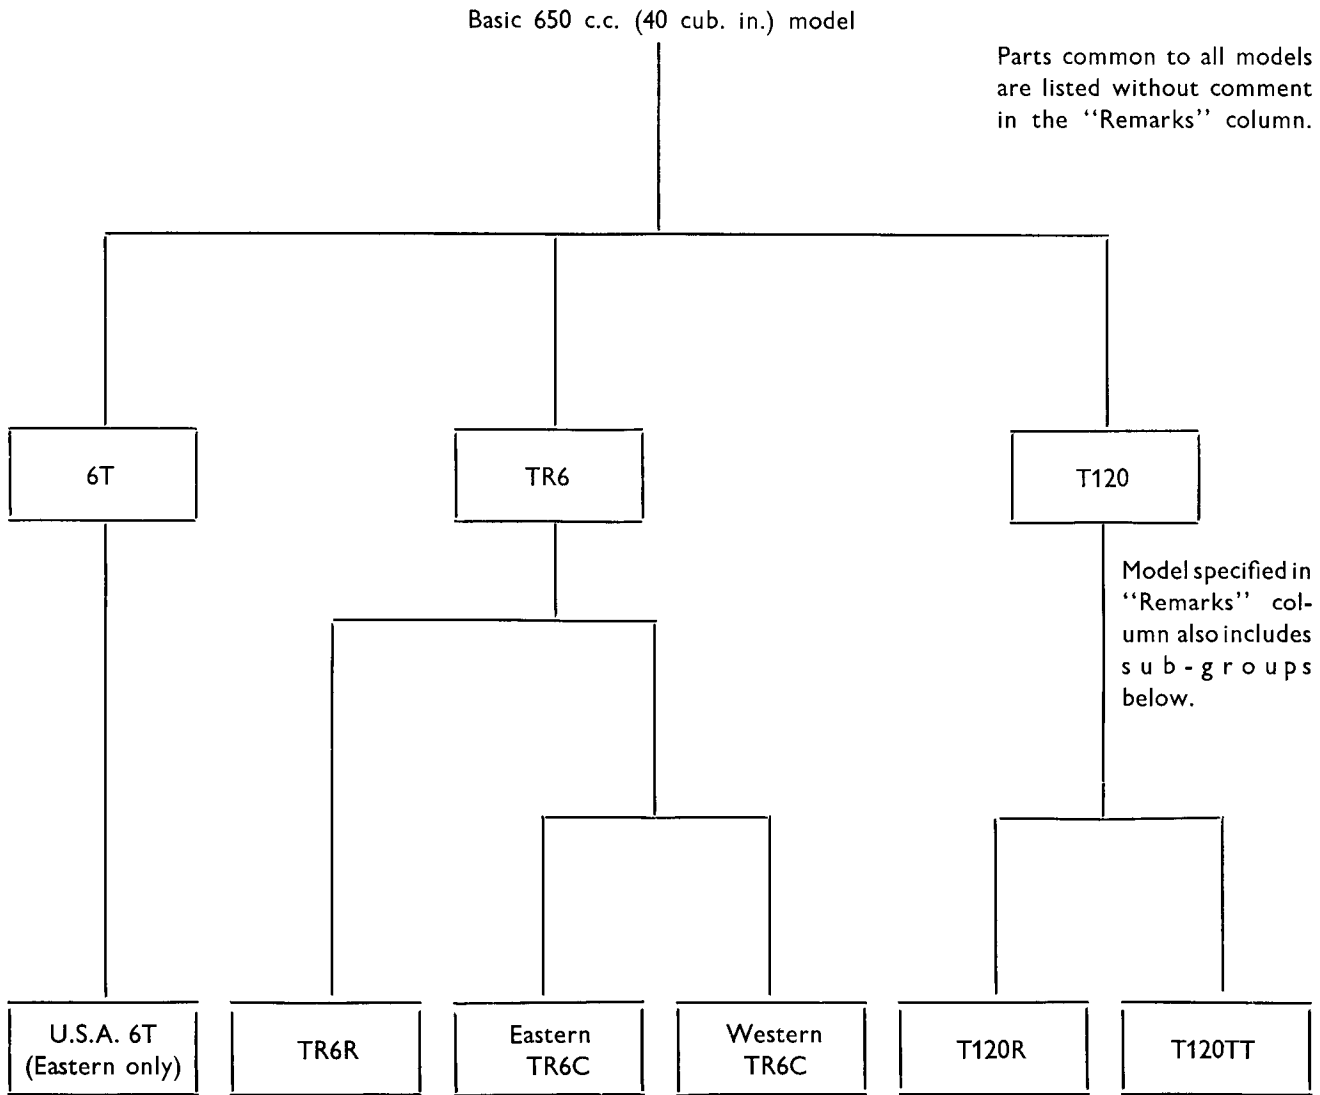 Basic 650 c.c. (40 cub. in.) model
Parts common to all models
are listed without comment
in the “Remarks” column.
6T
TR6
T120
Model specified in
“Remarks” col-
umn also includes
sub-groups
below.
U.S.A. 6T
(Eastern only)
TR6R
Eastern
TR6C
Western
TR6C
T120R
T120TT